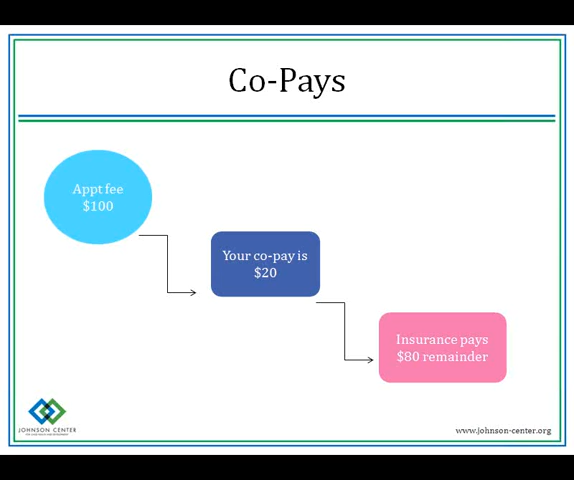 Co-Pays
Appt fee
$100
Your co-pay is
$20
Insurance pays
$80 remainder
JOHNSON CENTER
www.johnson-center.org